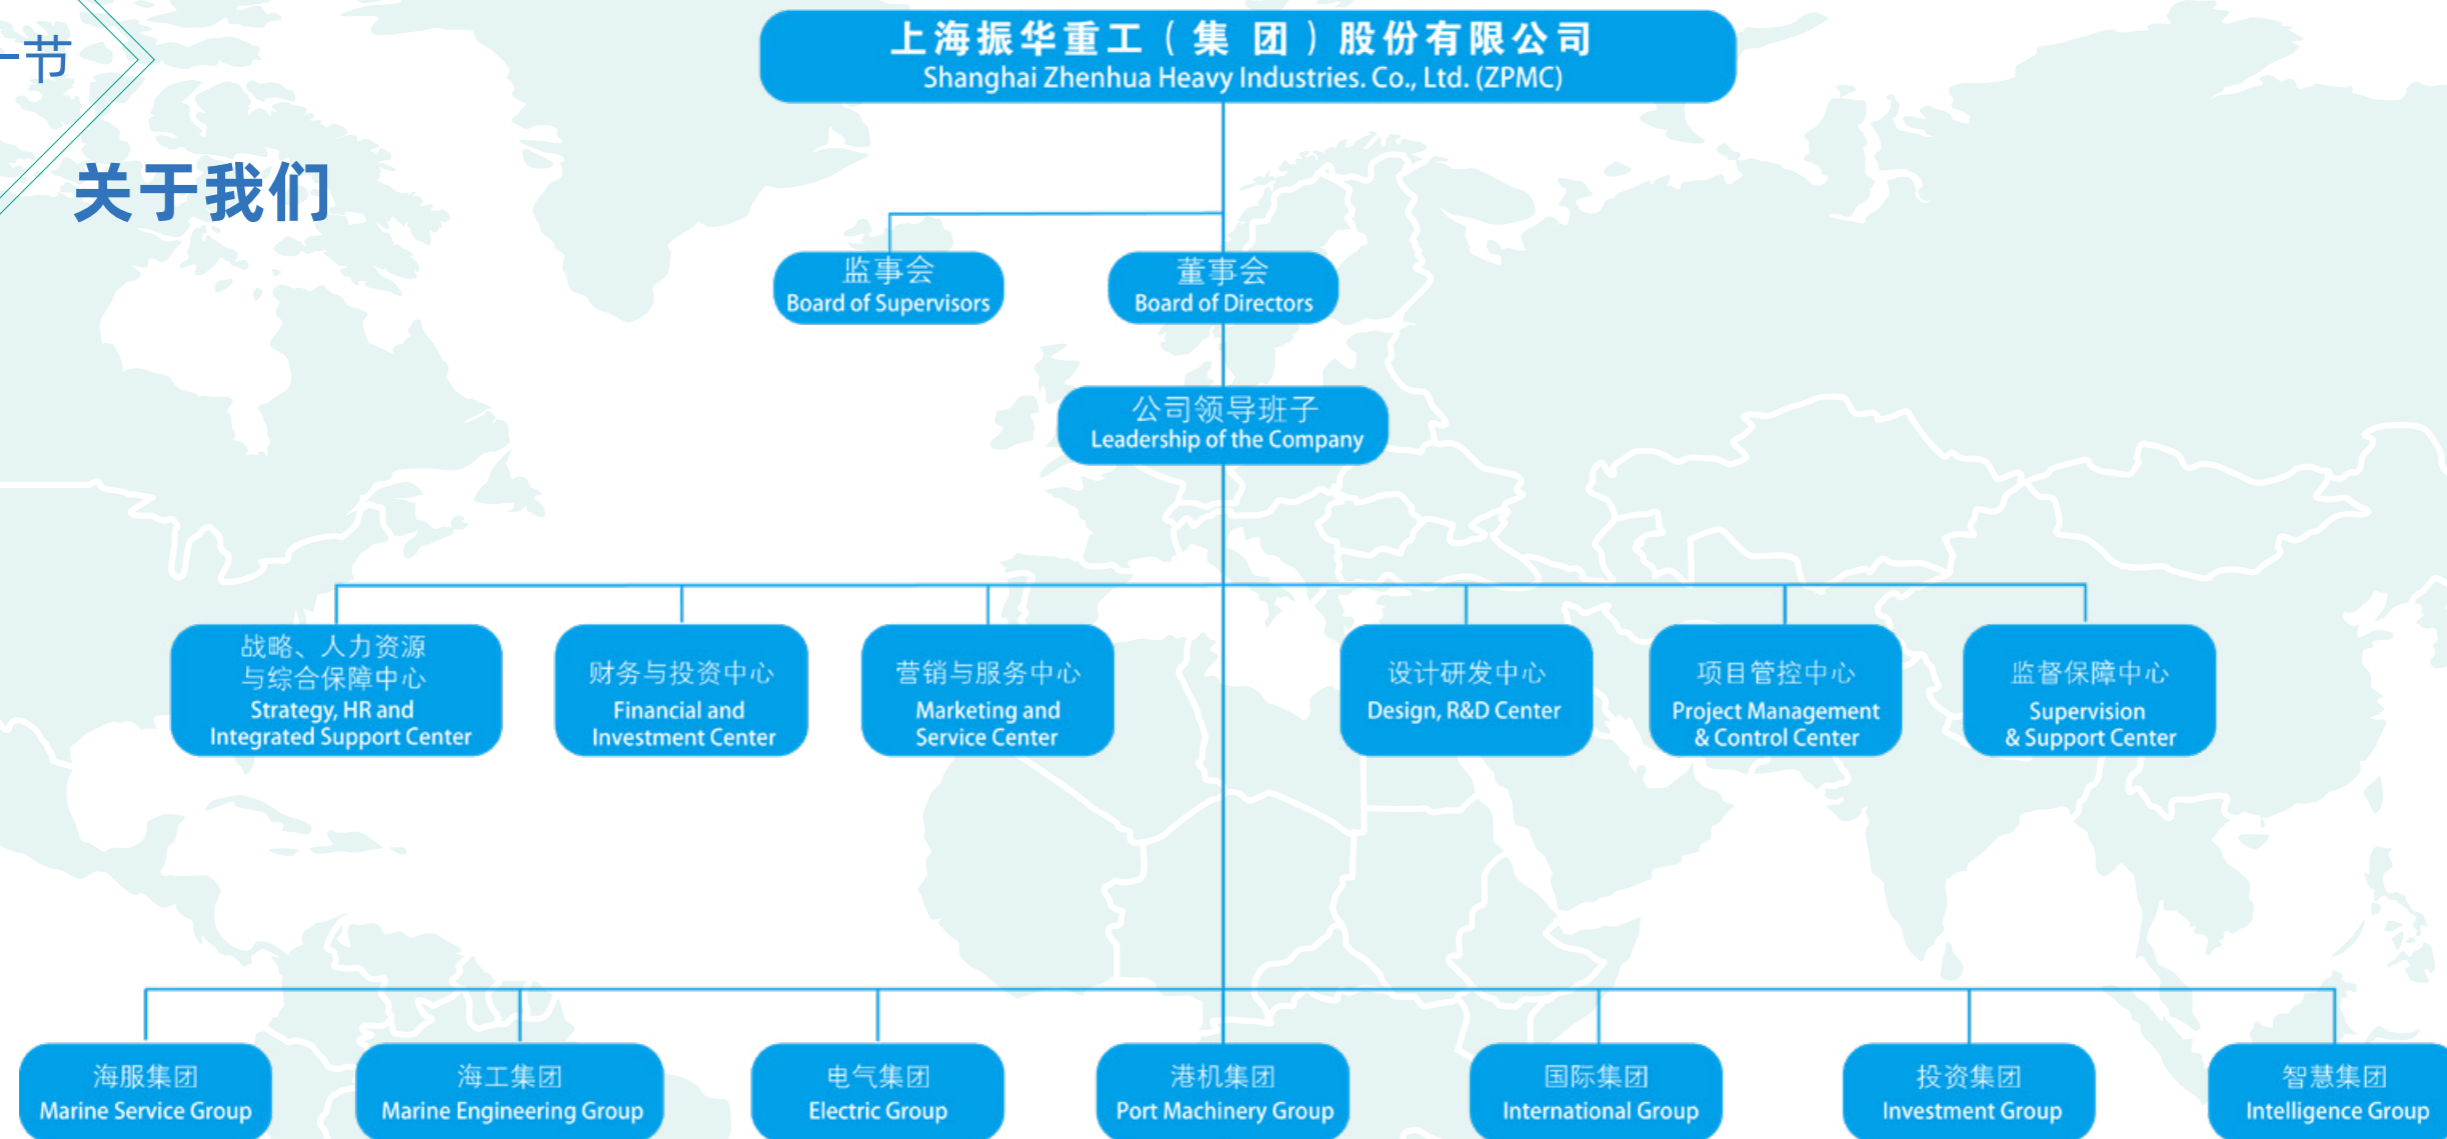 一节
关于我们
上海振华重工（集 团）股份有限公司
Shanghai Zhenhua Heavy Industries. Co., Ltd. (ZPMC)
监事会
Board of Supervisors
董事会
Board of Directors
公司领导班子
Leadership of the Company
战略、人力资源
与综合保障中心
Strategy, HR and
Integrated Support Center
财务与投资中心
Financial and
Investment Center
营销与服务中心
Marketing and
Service Center
设计研发中心
Design, R&D Center
项目管控中心
Project Management
& Control Center
监督保障中心
Supervision
& Support Center
海服集团
Marine Service Group
海工集团
Marine Engineering Group
电气集团
Electric Group
港机集团
Port Machinery Group
国际集团
International Group
投资集团
Investment Group
智慧集团
Intelligence Group